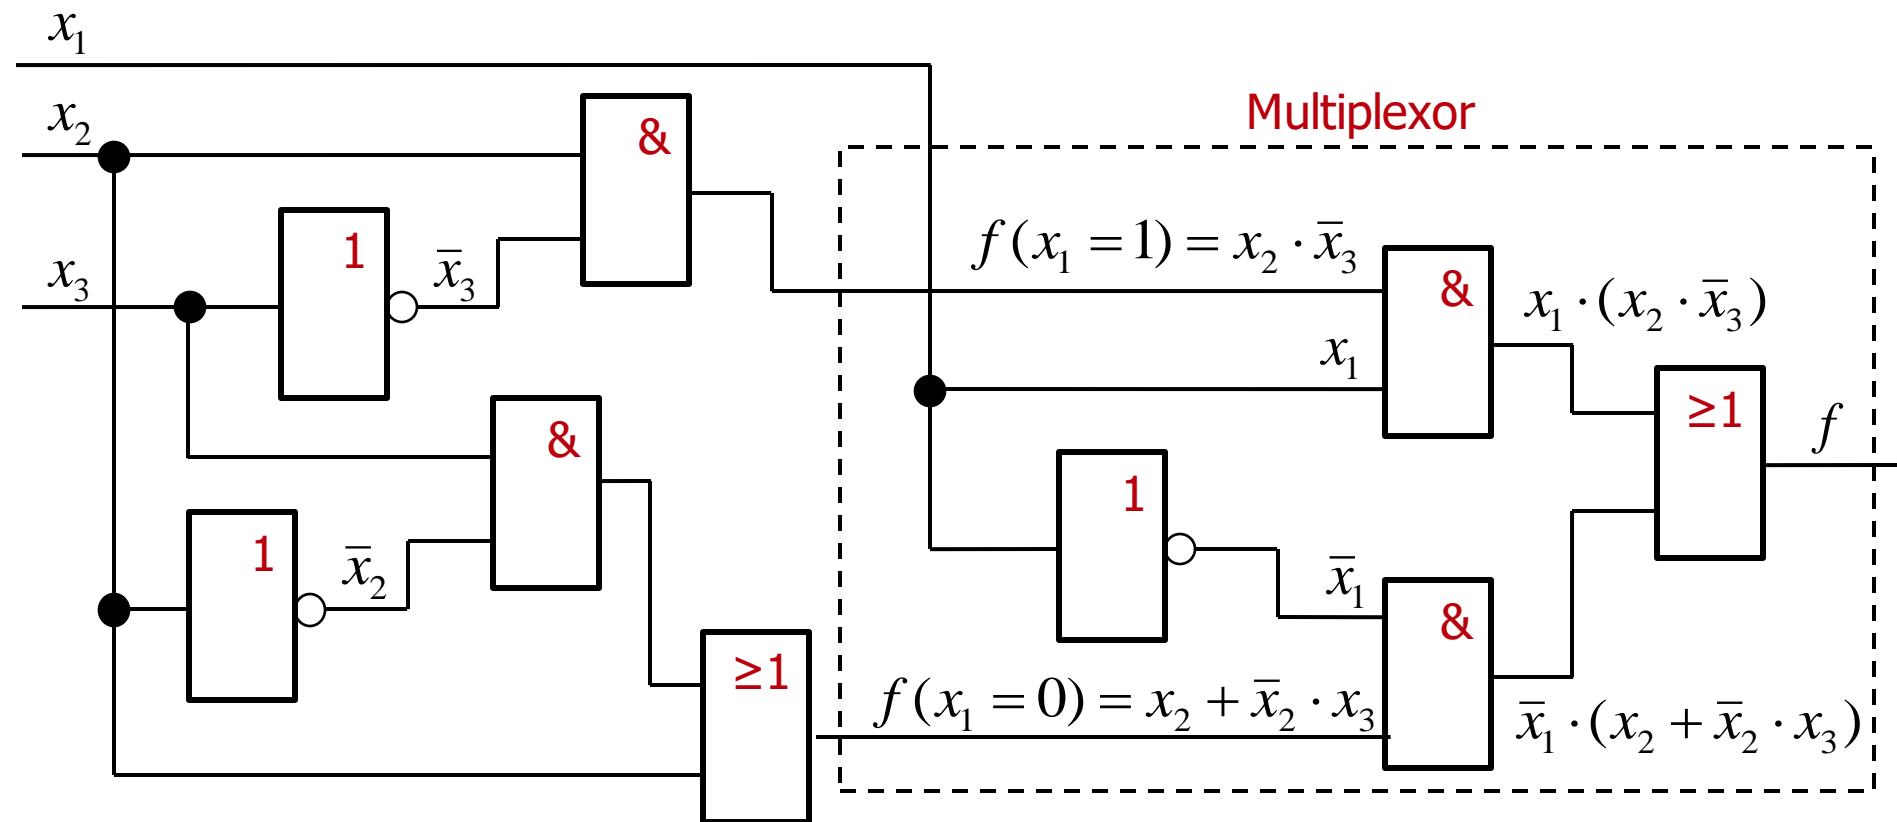 x₁
x₂
&
Multiplexor
x₃
1
x̄₃
f(x₁ = 1) = x₂ · x̄₃
&
x₁ · (x₂ · x̄₃)
x₁
≥1
f
&
1
1
x̄₂
x̄₁
&
≥1
f(x₁ = 0) = x₂ + x̄₂ · x₃
x̄₁ · (x₂ + x̄₂ · x₃)